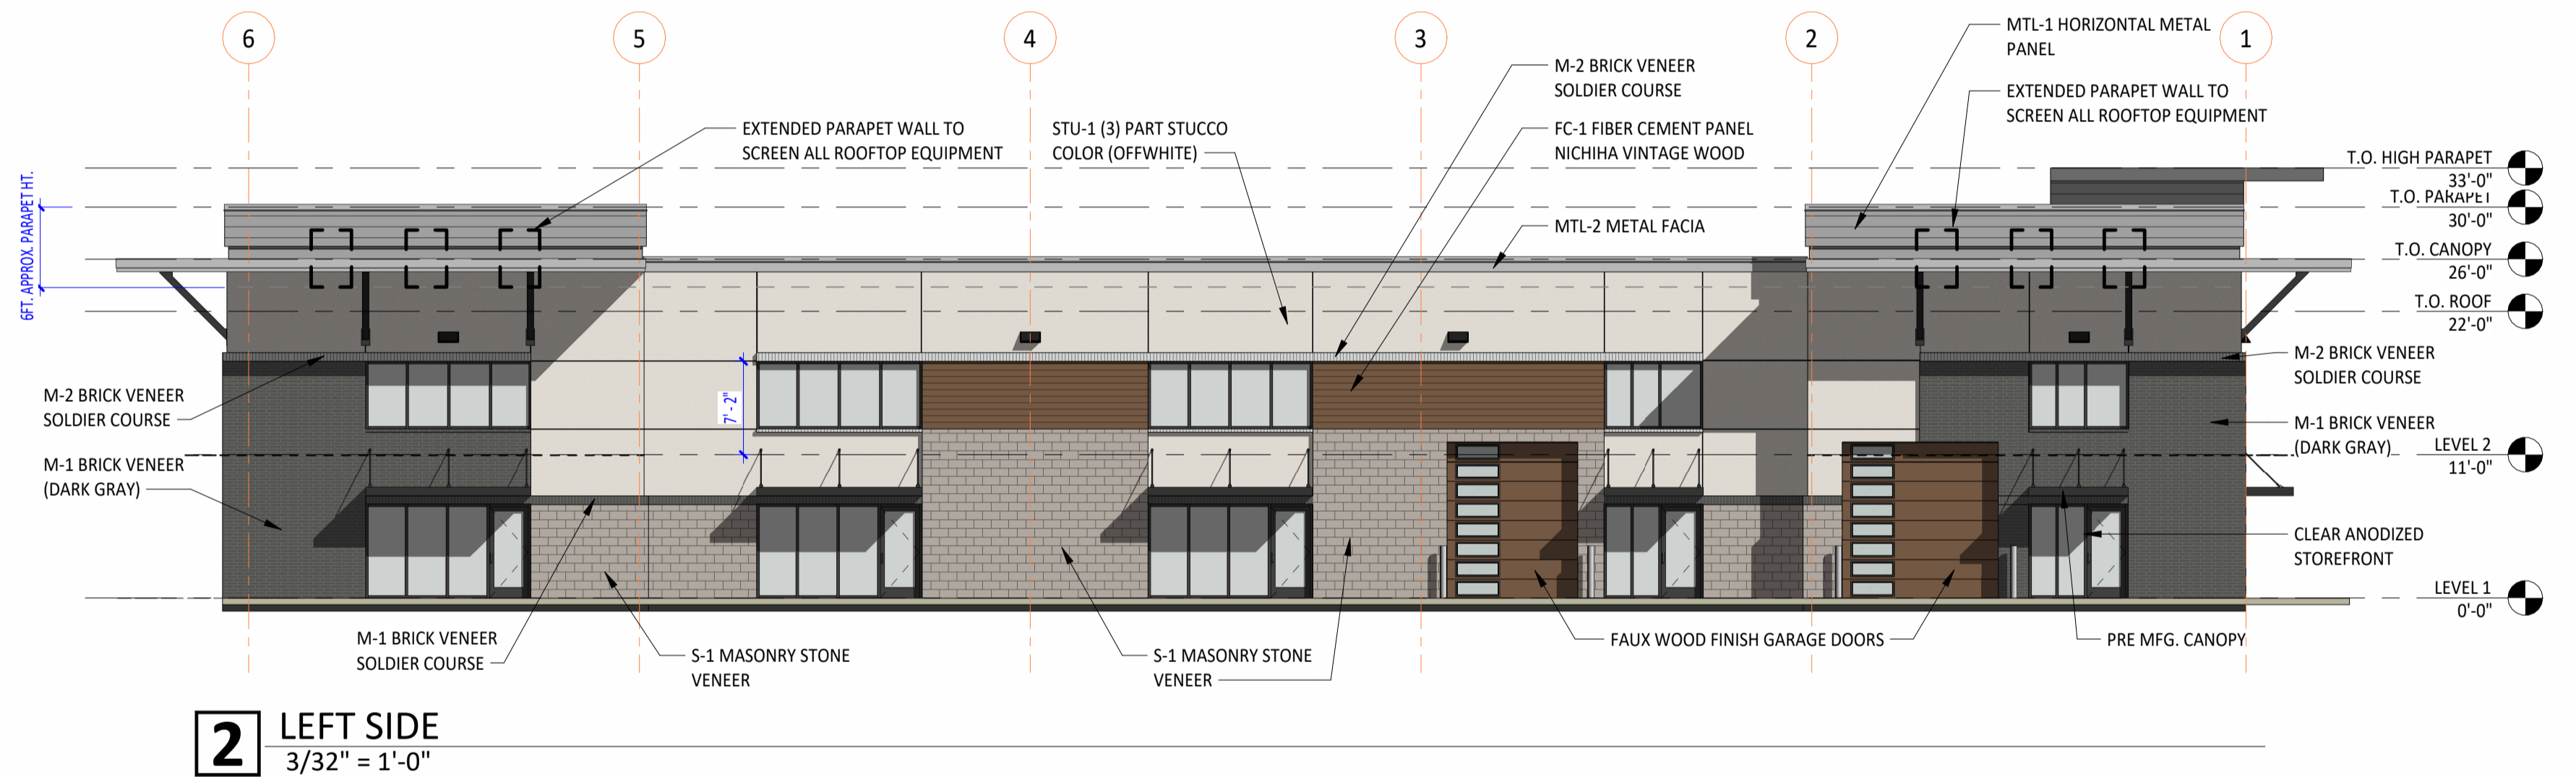 6
5
4
3
2
1
MTL-1 HORIZONTAL METAL
PANEL
M-2 BRICK VENEER
SOLDIER COURSE
EXTENDED PARAPET WALL TO
SCREEN ALL ROOFTOP EQUIPMENT
EXTENDED PARAPET WALL TO
SCREEN ALL ROOFTOP EQUIPMENT
STU-1 (3) PART STUCCO
COLOR (OFFWHITE)
FC-1 FIBER CEMENT PANEL
NICHIHA VINTAGE WOOD
MTL-2 METAL FACIA
T.O. HIGH PARAPET
33'-0"
T.O. PARAPET
30'-0"
T.O. CANOPY
26'-0"
T.O. ROOF
22'-0"
6FT. APPROX. PARAPET HT.
M-2 BRICK VENEER
SOLDIER COURSE
M-1 BRICK VENEER
(DARK GRAY)
7' - 2"
M-2 BRICK VENEER
SOLDIER COURSE
M-1 BRICK VENEER
(DARK GRAY)
LEVEL 2
11'-0"
CLEAR ANODIZED
STOREFRONT
LEVEL 1
0'-0"
M-1 BRICK VENEER
SOLDIER COURSE
S-1 MASONRY STONE
VENEER
S-1 MASONRY STONE
VENEER
FAUX WOOD FINISH GARAGE DOORS
PRE MFG. CANOPY
2
LEFT SIDE
3/32" = 1'-0"